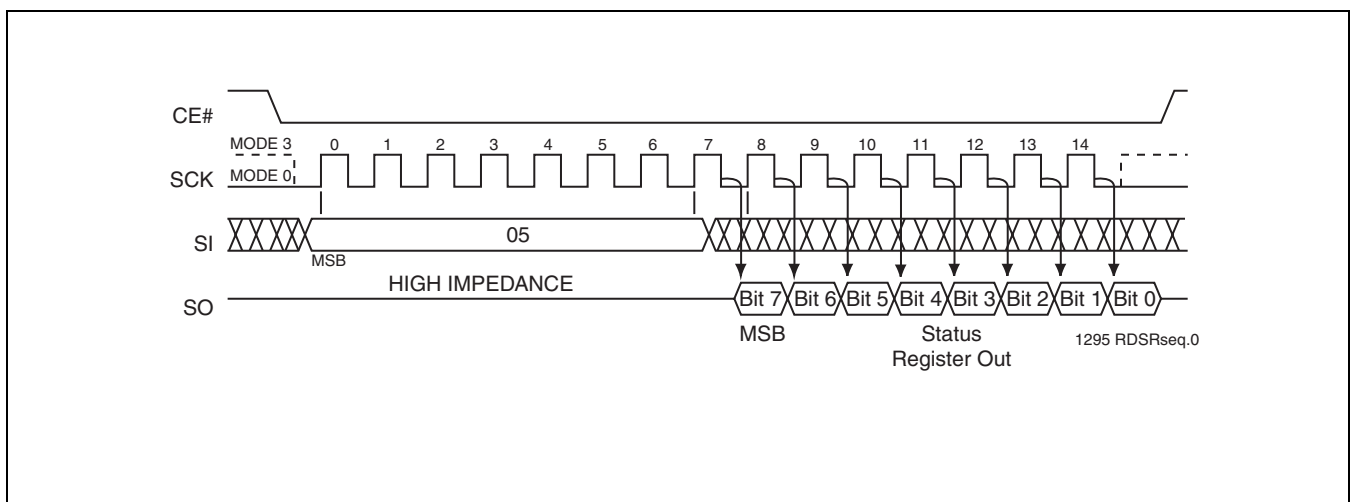 CE#
MODE 3 0 1 2 3 4 5 6 7 8 9 10 11 12 13 14
SCK MODE 0
SI 05
MSB
HIGH IMPEDANCE
SO Bit 7 Bit 6 Bit 5 Bit 4 Bit 3 Bit 2 Bit 1 Bit 0
MSB Status 1295 RDSRseq.0
Register Out